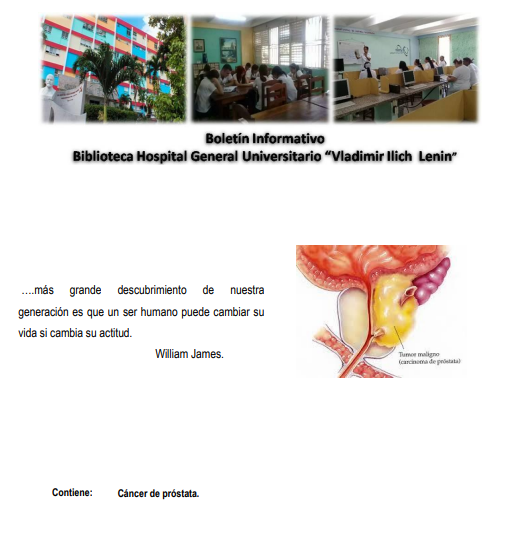 Boletín Informativo
Biblioteca Hospital General Universitario “Vladimir Ilich Lenin”
….más grande descubrimiento de nuestra
generación es que un ser humano puede cambiar su
vida si cambia su actitud.
William James.
Tumor maligno
(carcinoma de próstata)
Contiene: Cáncer de próstata.